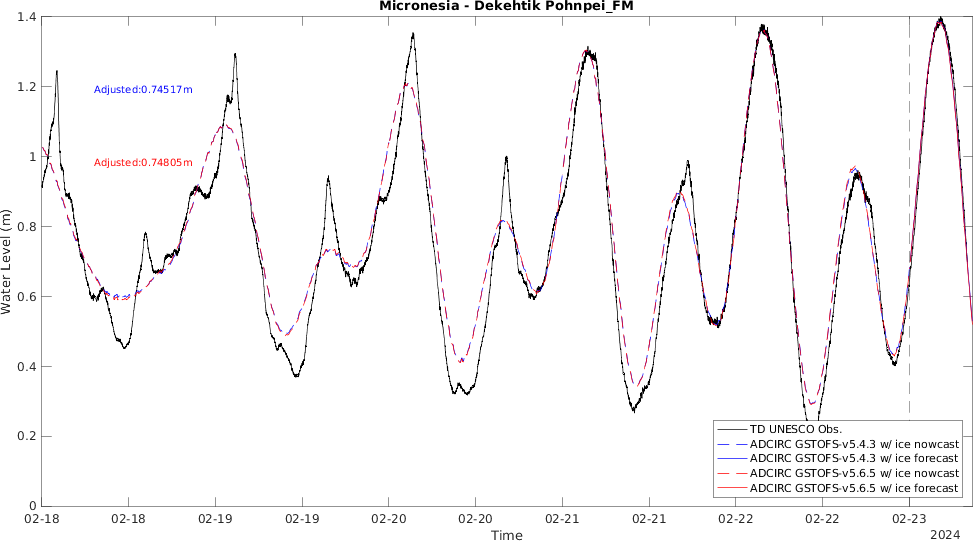 Micronesia - Dekehtik Pohnpei_FM
1.4
1.2
1
0.8
0.6
0.4
0.2
0
Water Level (m)
Adjusted:0.74517m
Adjusted:0.74805m
TD UNESCO Obs.
ADCIRC GSTOFS-v5.4.3 w/ ice nowcast
ADCIRC GSTOFS-v5.4.3 w/ ice forecast
ADCIRC GSTOFS-v5.6.5 w/ ice nowcast
ADCIRC GSTOFS-v5.6.5 w/ ice forecast
02-18 02-18 02-19 02-19 02-20 02-20 02-21 02-21 02-22 02-22 02-23
Time
2024